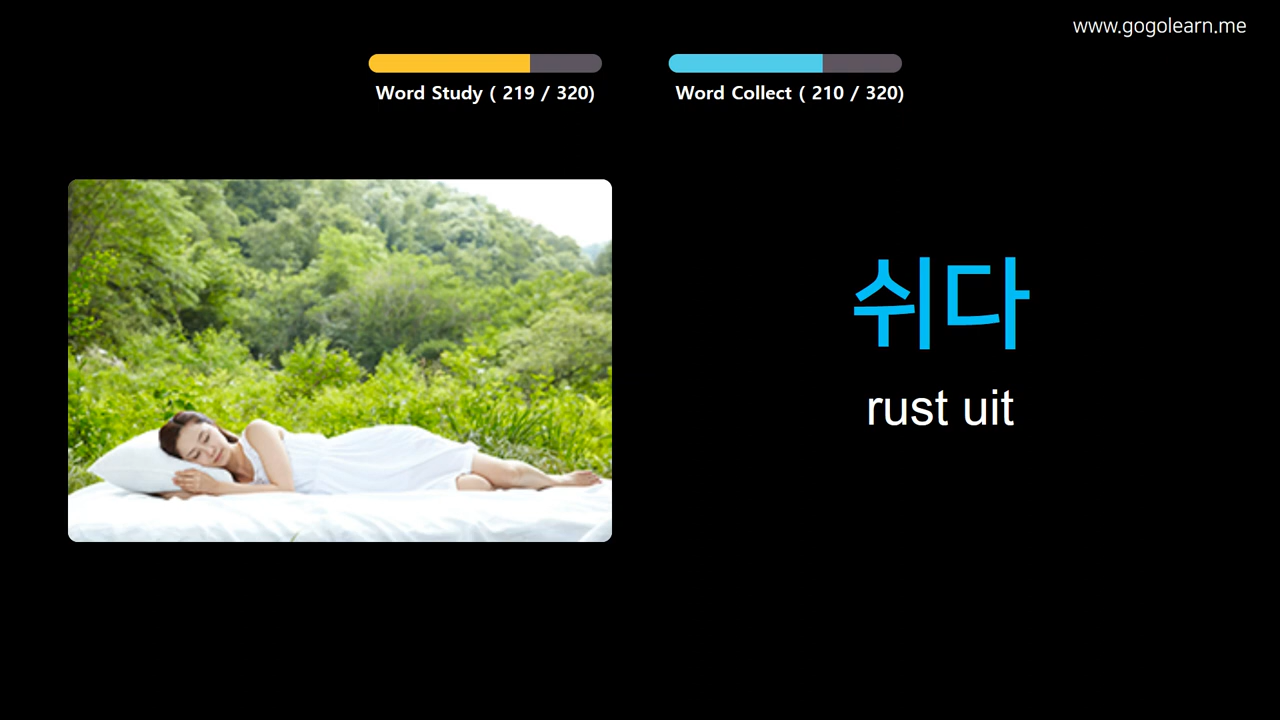 www.gogolearn.me
Word Study ( 219 / 320)
Word Collect ( 210 / 320)
쉬다
rust uit